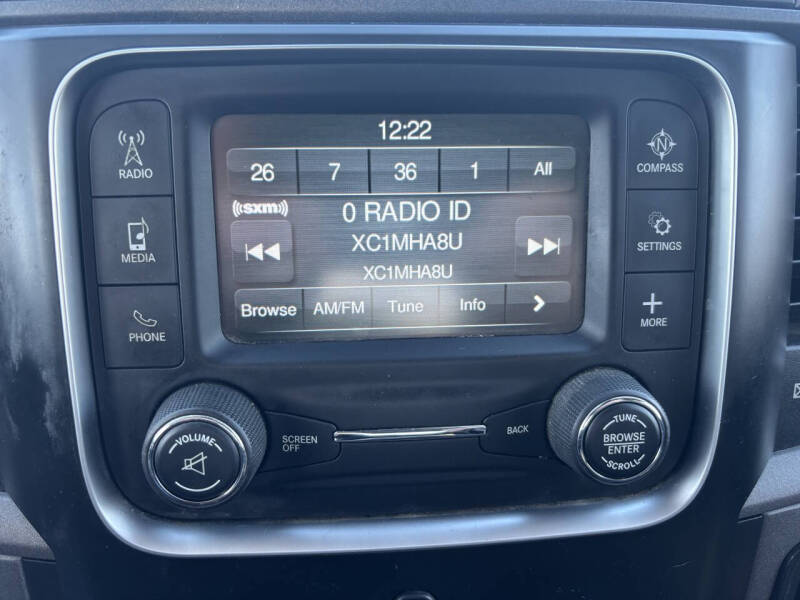 12:22
26 7 36 1 All
((sxm))
0 RADIO ID
XC1MHA8U
XC1MHA8U
Browse AM/FM Tune Info >
RADIO
MEDIA
PHONE
N
COMPASS
SETTINGS
+
MORE
VOLUME
SCREEN
OFF
BACK
TUNE
BROWSE
ENTER
SCROLL